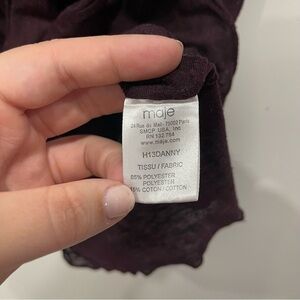 maje
24 Rue du Mail - 75002 Paris
SMCP USA, Inc
RN 132 764
www.maje.com
H13DANNY
TISSU / FABRIC
85% POLYESTER
POLYESTER
15% COTON / COTTON